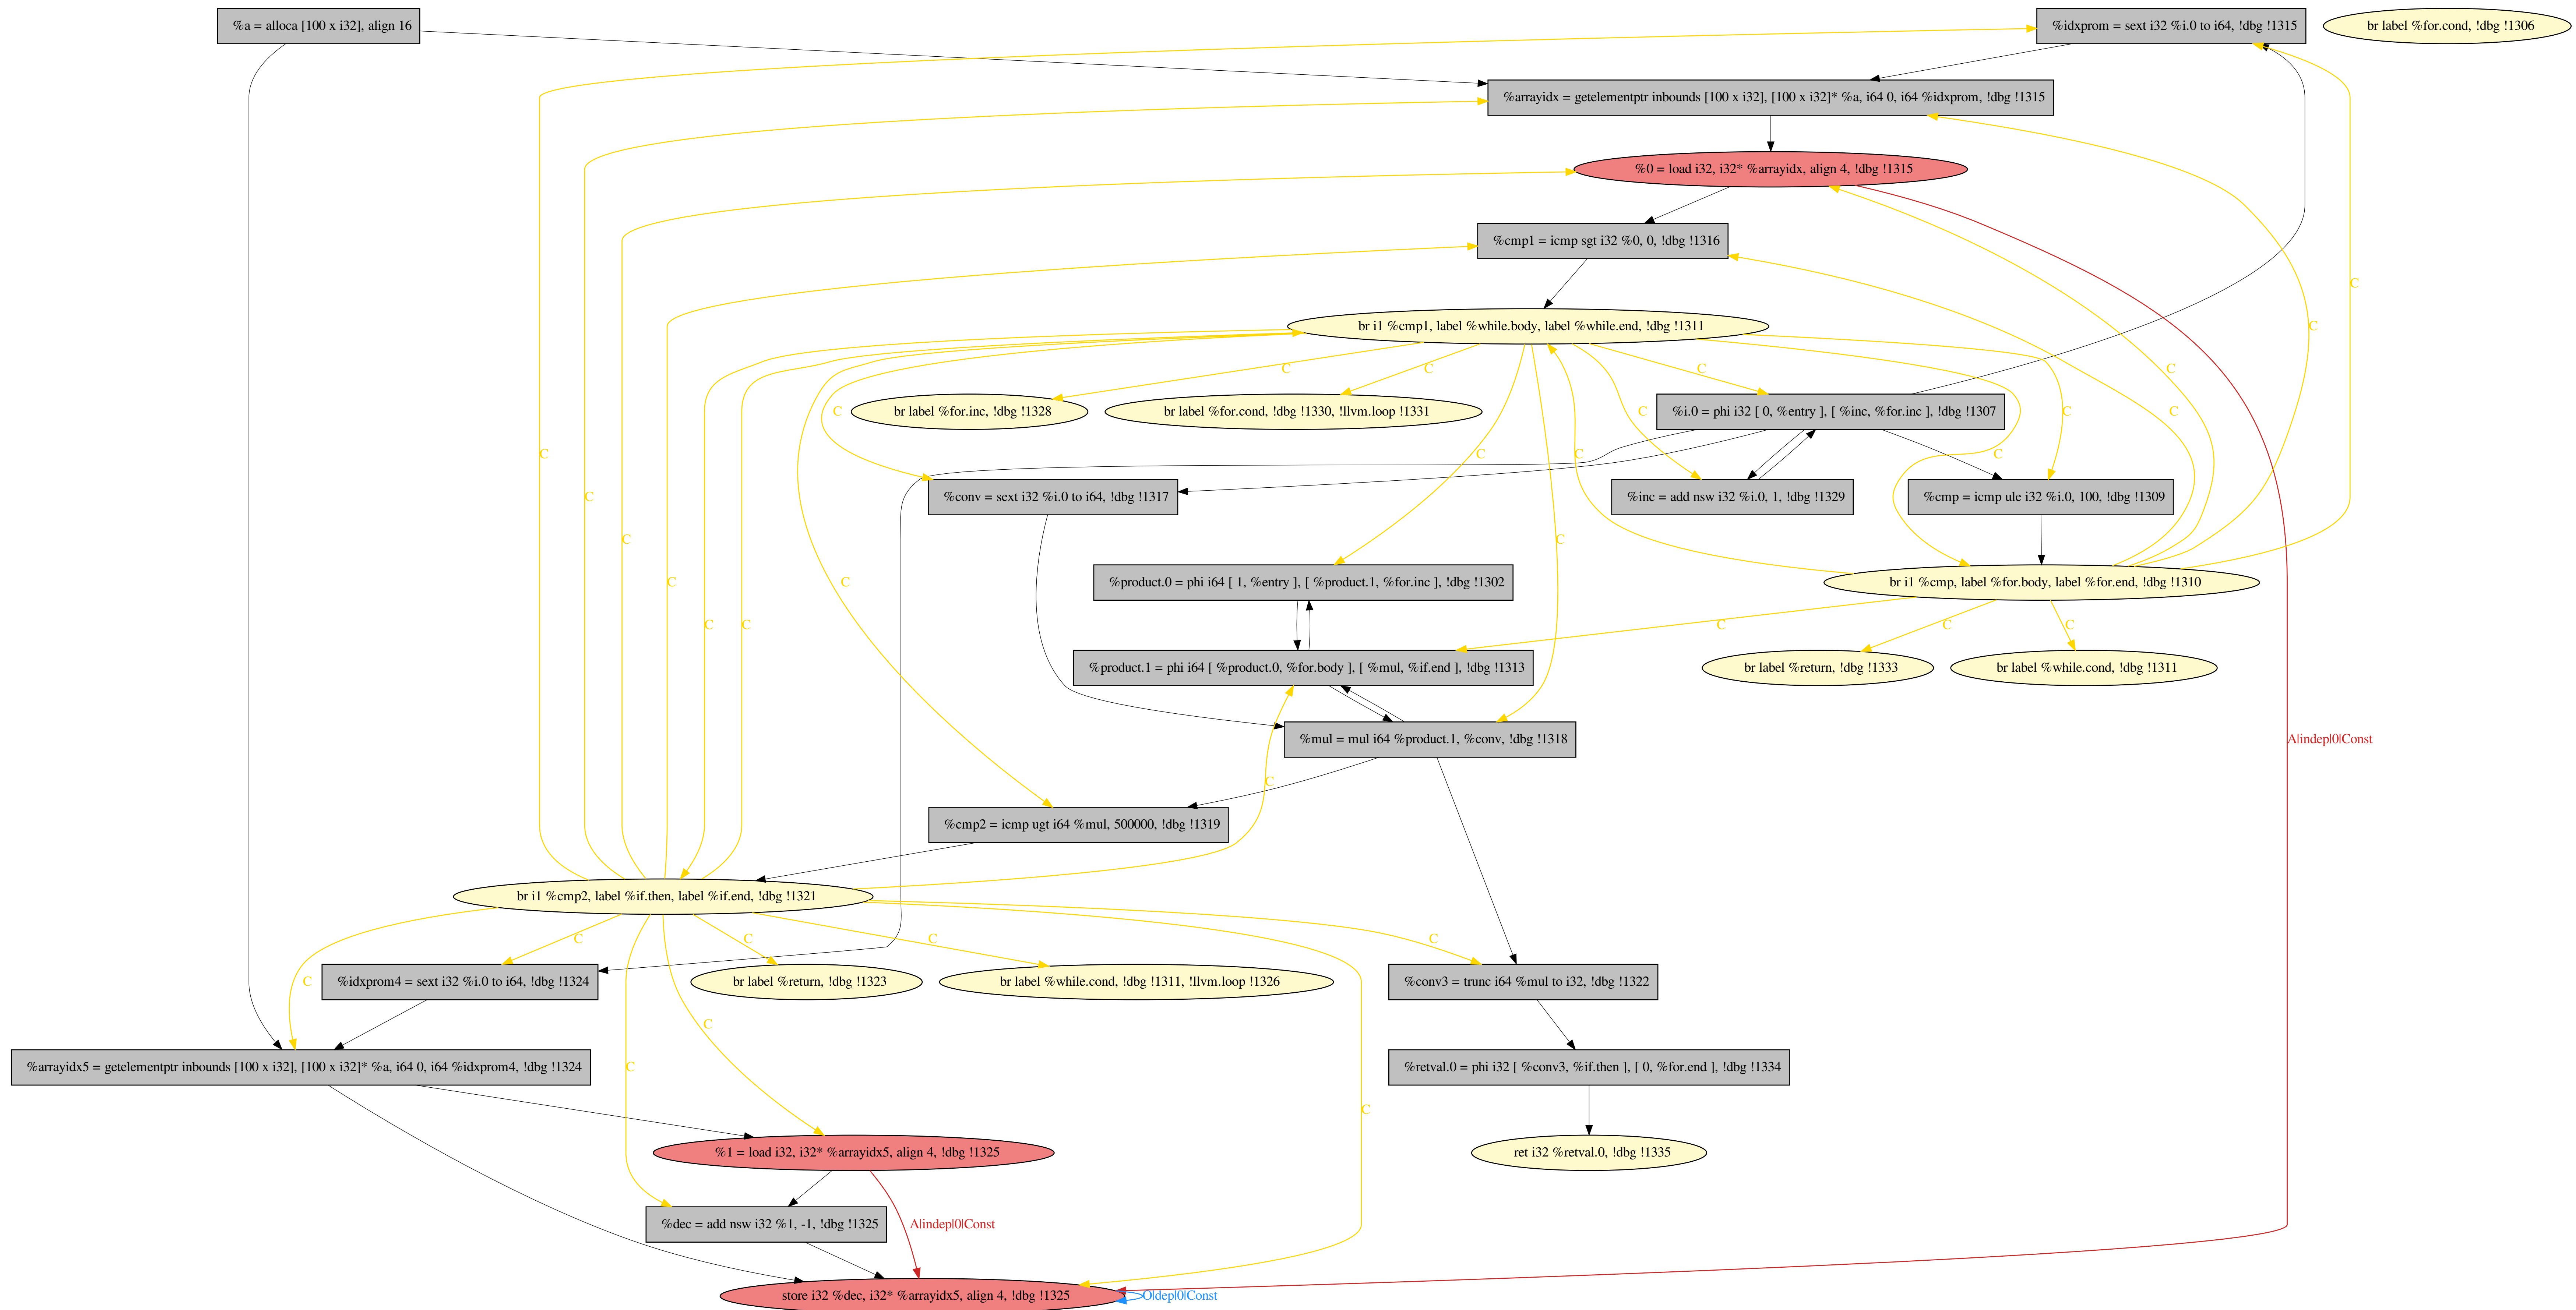 %a = alloca [100 x i32], align 16
%idxprom = sext i32 %i.0 to i64, !dbg !1315
br label %for.cond, !dbg !1306
%arrayidx = getelementptr inbounds [100 x i32], [100 x i32]* %a, i64 0, i64 %idxprom, !dbg !1315
%0 = load i32, i32* %arrayidx, align 4, !dbg !1315
%cmp1 = icmp sgt i32 %0, 0, !dbg !1316
C
br i1 %cmp1, label %while.body, label %while.end, !dbg !1311
C
C
C
C
C
C
br label %for.inc, !dbg !1328
br label %for.cond, !dbg !1330, !llvm.loop !1331
%i.0 = phi i32 [ 0, %entry ], [ %inc, %for.inc ], !dbg !1307
C
C
C
C
C
C
C
C
%conv = sext i32 %i.0 to i64, !dbg !1317
%inc = add nsw i32 %i.0, 1, !dbg !1329
%cmp = icmp ule i32 %i.0, 100, !dbg !1309
C
C
C
%product.0 = phi i64 [ 1, %entry ], [ %product.1, %for.inc ], !dbg !1302
br i1 %cmp, label %for.body, label %for.end, !dbg !1310
C
C
C
C
C
C
C
%product.1 = phi i64 [ %product.0, %for.body ], [ %mul, %if.end ], !dbg !1313
br label %return, !dbg !1333
br label %while.cond, !dbg !1311
%mul = mul i64 %product.1, %conv, !dbg !1318
A|indep|0|Const
C
%cmp2 = icmp ugt i64 %mul, 500000, !dbg !1319
br i1 %cmp2, label %if.then, label %if.end, !dbg !1321
C
C
C
C
C
%idxprom4 = sext i32 %i.0 to i64, !dbg !1324
br label %return, !dbg !1323
br label %while.cond, !dbg !1311, !llvm.loop !1326
%conv3 = trunc i64 %mul to i32, !dbg !1322
C
%arrayidx5 = getelementptr inbounds [100 x i32], [100 x i32]* %a, i64 0, i64 %idxprom4, !dbg !1324
C
%retval.0 = phi i32 [ %conv3, %if.then ], [ 0, %for.end ], !dbg !1334
C
%1 = load i32, i32* %arrayidx5, align 4, !dbg !1325
ret i32 %retval.0, !dbg !1335
%dec = add nsw i32 %1, -1, !dbg !1325
A|indep|0|Const
store i32 %dec, i32* %arrayidx5, align 4, !dbg !1325
O|dep|0|Const